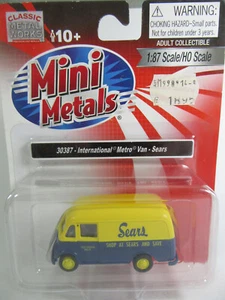 CLASSIC
METAL
WORKS
10+
WARNING:
CHOKING HAZARD–Small parts.
Not for children under 3 years.
ADULT COLLECTIBLE
1:87 Scale/HO Scale
Mini
Metals
30387 - International Metro Van - Sears
Sears
SHOP AT SEARS AND SAVE